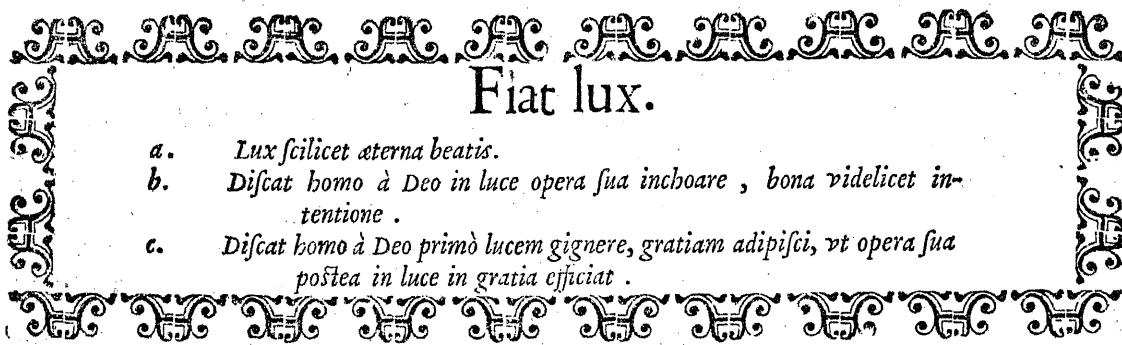 Fiat lux.
a. Lux ſcilicet æterna beatis.
b. Diſcat homo à Deo in luce opera ſua inchoare , bona videlicet in-
tentione .
c. Diſcat homo à Deo primò lucem gignere, gratiam adipiſci, vt opera ſua
poſtea in luce in gratia efficiat .